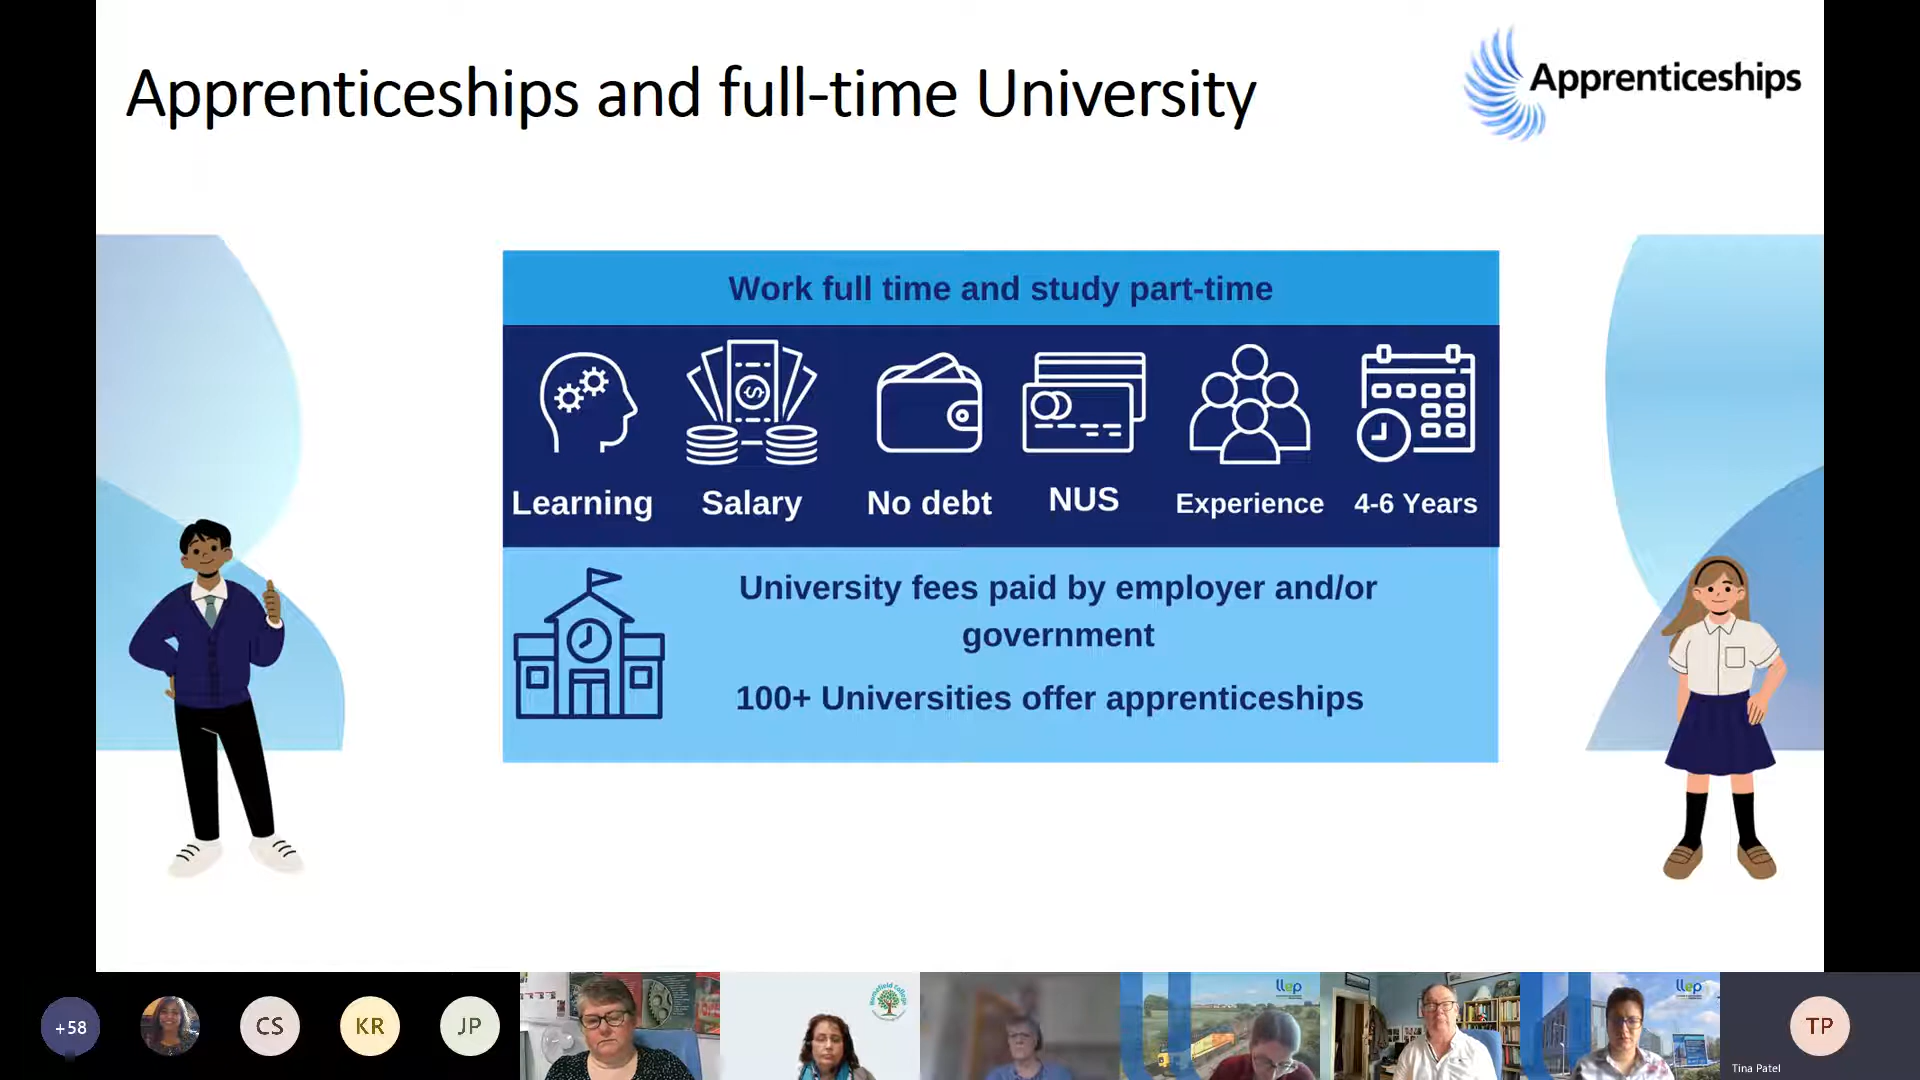 Apprenticeships and full-time University
Apprenticeships
Work full time and study part-time
Learning
Salary
No debt
NUS
Experience
4-6 Years
University fees paid by employer and/or
government
100+ Universities offer apprenticeships
+58
CS
KR
JP
Homefield College
llep
llep
TP
Tina Patel